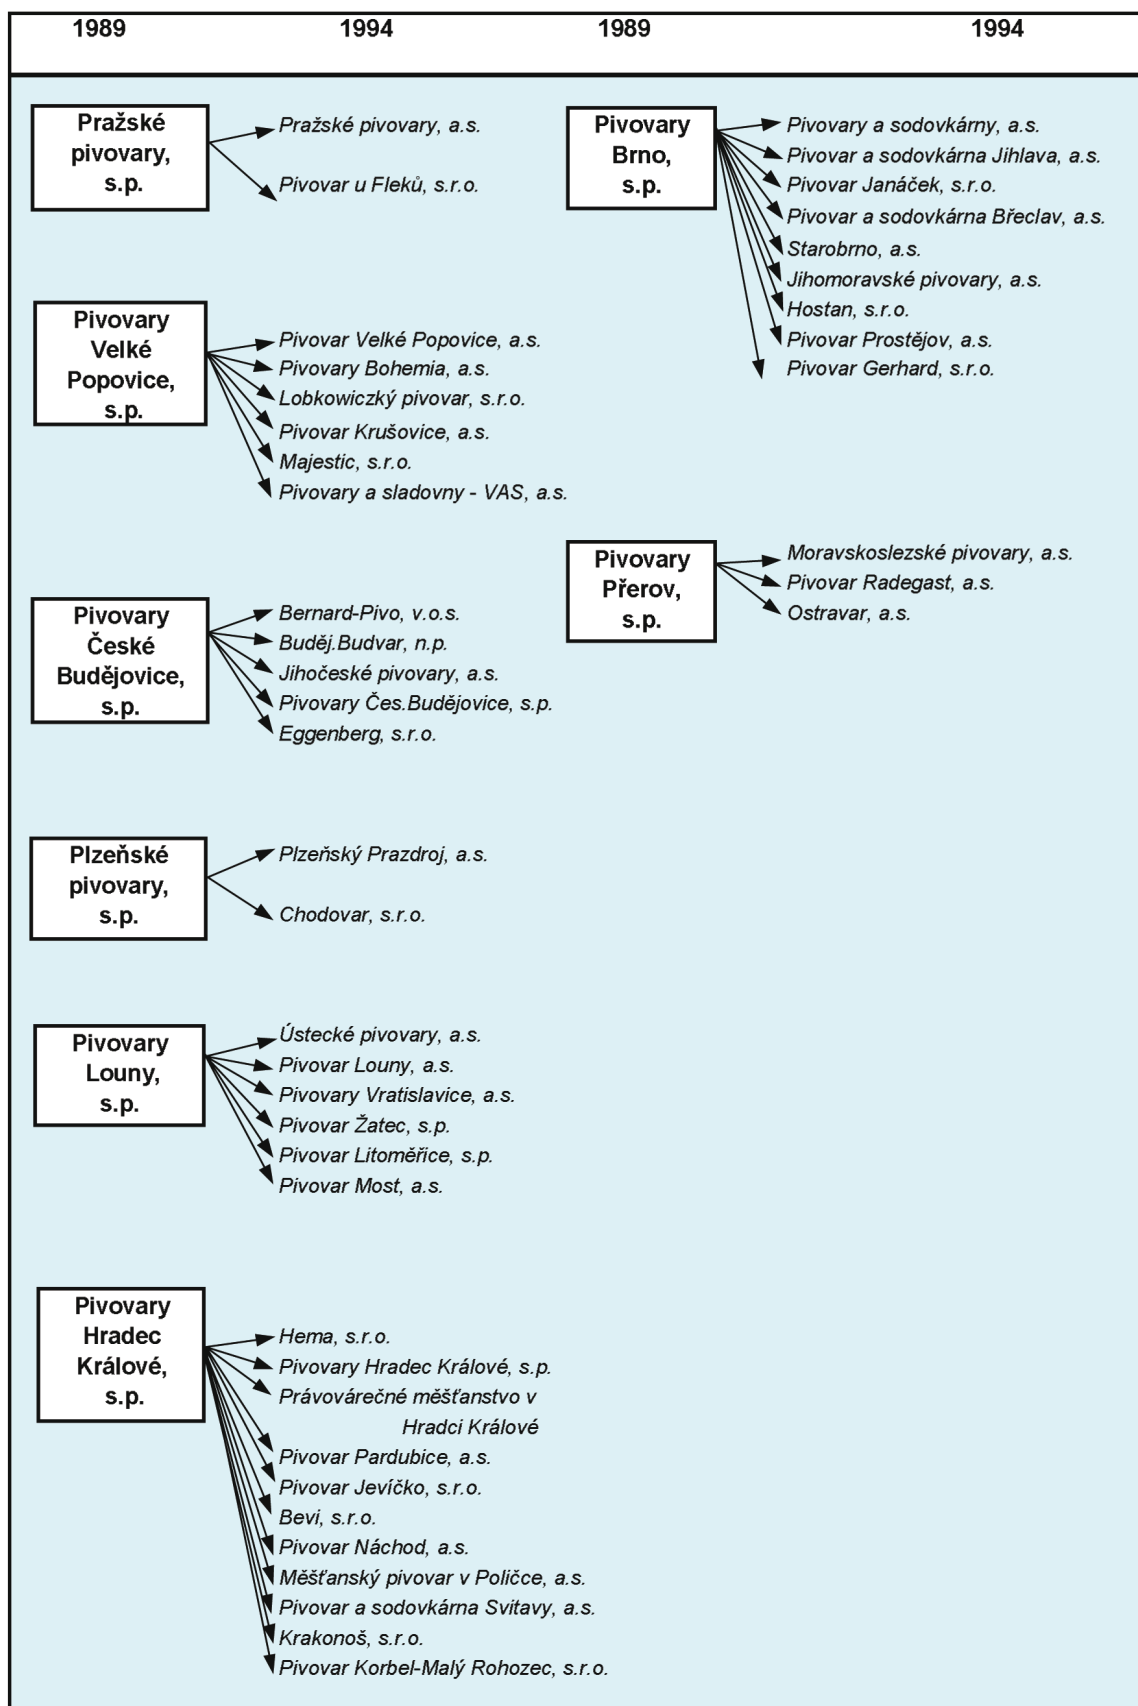 1989
1994
1989
1994
Pražské
pivovary,
s.p.
Pražské pivovary, a.s.
Pivovar u Fleků, s.r.o.
Pivovary
Velké
Popovice,
s.p.
Pivovar Velké Popovice, a.s.
Pivovary Bohemia, a.s.
Lobkowiczký pivovar, s.r.o.
Pivovar Krušovice, a.s.
Majestic, s.r.o.
Pivovary a sladovny - VAS, a.s.
Pivovary
České
Budějovice,
s.p.
Bernard-Pivo, v.o.s.
Buděj.Budvar, n.p.
Jihočeské pivovary, a.s.
Pivovary Čes.Budějovice, s.p.
Eggenberg, s.r.o.
Plzeňské
pivovary,
s.p.
Plzeňský Prazdroj, a.s.
Chodovar, s.r.o.
Pivovary
Louny,
s.p.
Ústecké pivovary, a.s.
Pivovar Louny, a.s.
Pivovary Vratislavice, a.s.
Pivovar Žatec, s.p.
Pivovar Litoměřice, s.p.
Pivovar Most, a.s.
Pivovary
Hradec
Králové,
s.p.
Hema, s.r.o.
Pivovary Hradec Králové, s.p.
Právovárečné měšťanstvo v
Hradci Králové
Pivovar Pardubice, a.s.
Pivovar Jevíčko, s.r.o.
Bevi, s.r.o.
Pivovar Náchod, a.s.
Měšťanský pivovar v Poličce, a.s.
Pivovar a sodovkárna Svitavy, a.s.
Krakonoš, s.r.o.
Pivovar Korbel-Malý Rohozec, s.r.o.
Pivovary
Brno,
s.p.
Pivovary a sodovkárny, a.s.
Pivovar a sodovkárna Jihlava, a.s.
Pivovar Janáček, s.r.o.
Pivovar a sodovkárna Břeclav, a.s.
Starobrno, a.s.
Jihomoravské pivovary, a.s.
Hostan, s.r.o.
Pivovar Prostějov, a.s.
Pivovar Gerhard, s.r.o.
Pivovary
Přerov,
s.p.
Moravskoslezské pivovary, a.s.
Pivovar Radegast, a.s.
Ostravar, a.s.